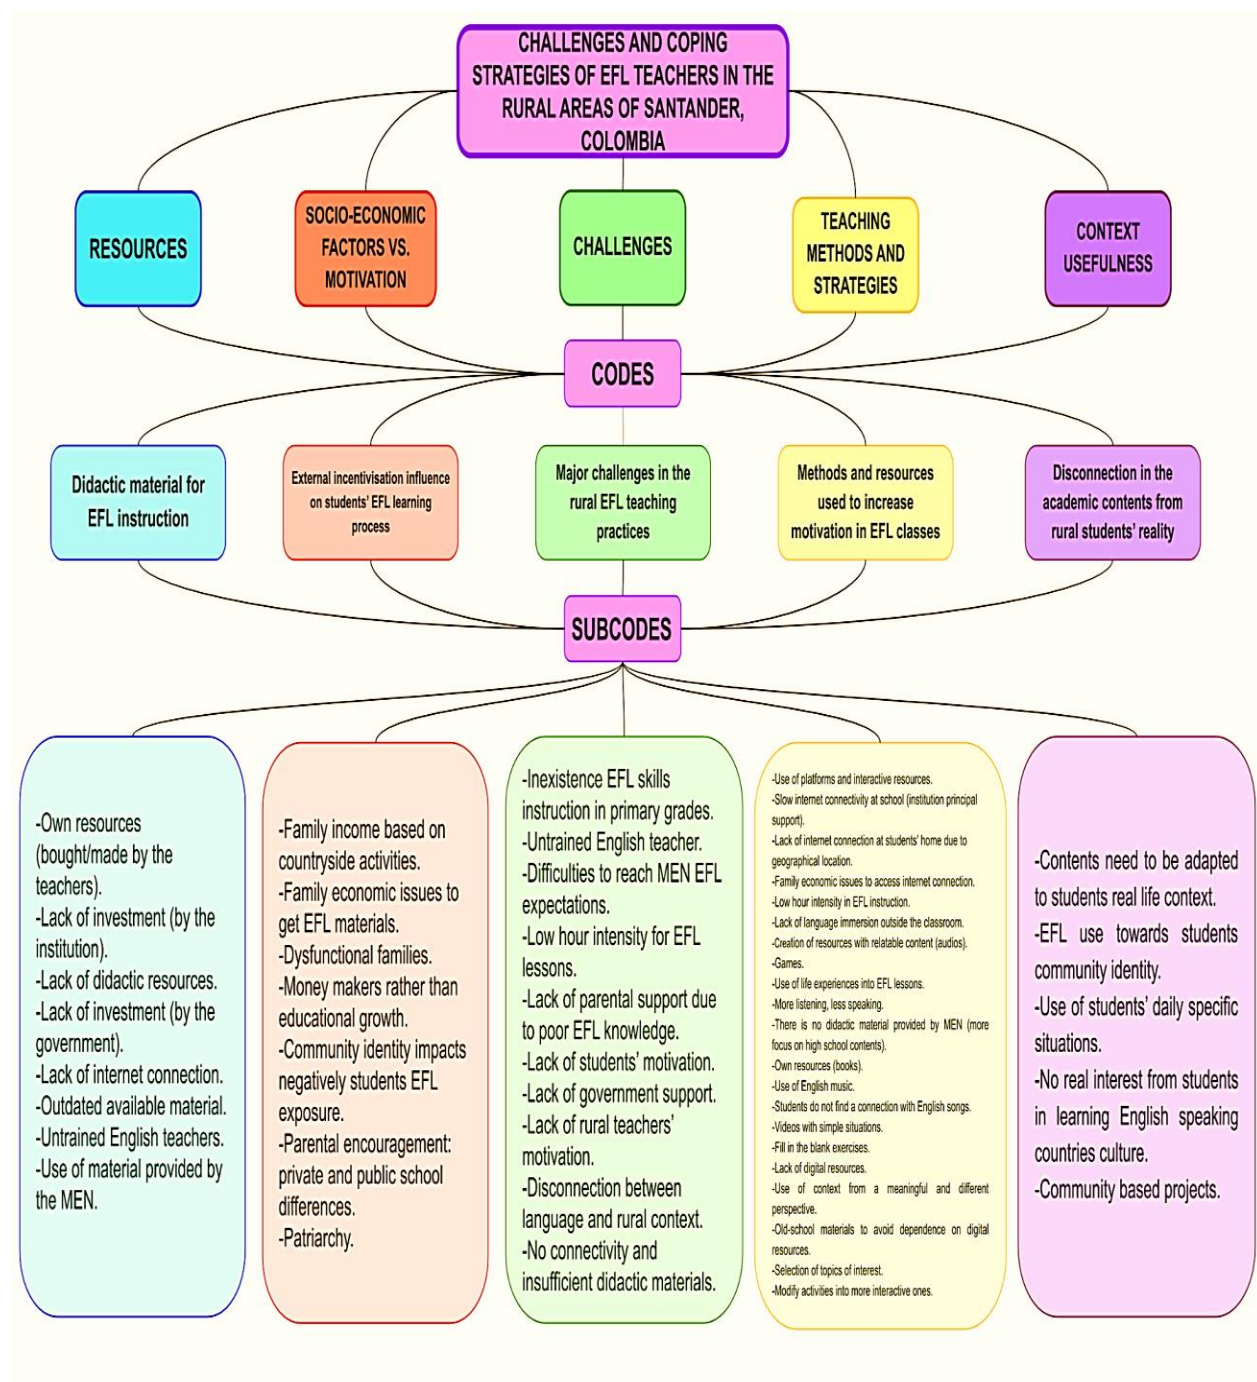 CHALLENGES AND COPING
STRATEGIES OF EFL TEACHERS IN THE
RURAL AREAS OF SANTANDER,
COLOMBIA
RESOURCES
SOCIO-ECONOMIC
FACTORS VS.
MOTIVATION
CHALLENGES
TEACHING
METHODS AND
STRATEGIES
CONTEXT
USEFULNESS
CODES
Didactic material for
EFL instruction
External incentivisation influence
on students' EFL learning
process
Major challenges in the
rural EFL teaching
practices
Methods and resources
used to increase
motivation in EFL classes
Disconnection in the
academic contents from
rural students' reality
SUBCODES
-Own resources
(bought/made by the
teachers).
-Lack of investment (by the
institution).
-Lack of didactic resources.
-Lack of investment (by the
government).
-Lack of internet connection.
-Outdated available material.
-Untrained English teachers.
-Use of material provided by
the MEN.
-Family income based on
countryside activities.
-Family economic issues to
get EFL materials.
-Dysfunctional families.
-Money makers rather than
educational growth.
-Community identity impacts
negatively students EFL
exposure.
-Parental encouragement:
private and public school
differences.
-Patriarchy.
-Inexistence EFL skills
instruction in primary grades.
-Untrained English teacher.
-Difficulties to reach MEN EFL
expectations.
-Low hour intensity for EFL
lessons.
-Lack of parental support due
to poor EFL knowledge.
-Lack of students' motivation.
-Lack of government support.
-Lack of rural teachers'
motivation.
-Disconnection between
language and rural context.
-No connectivity and
insufficient didactic materials.
-Use of platforms and interactive resources.
-Slow internet connectivity at school (institution principal
support).
-Lack of internet connection at students' home due to
geographical location.
-Family economic issues to access internet connection.
-Low hour intensity in EFL instruction.
-Lack of language immersion outside the classroom.
-Creation of resources with relatable content (audios).
-Games.
-Use of life experiences into EFL lessons.
-More listening, less speaking.
-There is no didactic material provided by MEN (more
focus on high school contents).
-Own resources (books).
-Use of English music.
-Students do not find a connection with English songs.
-Videos with simple situations.
-Fill in the blank exercises.
-Lack of digital resources.
-Use of context from a meaningful and different
perspective.
-Old-school materials to avoid dependence on digital
resources.
-Selection of topics of interest.
-Modify activities into more interactive ones.
-Contents need to be adapted
to students real life context.
-EFL use towards students
community identity.
-Use of students' daily specific
situations.
-No real interest from students
in learning English speaking
countries culture.
-Community based projects.